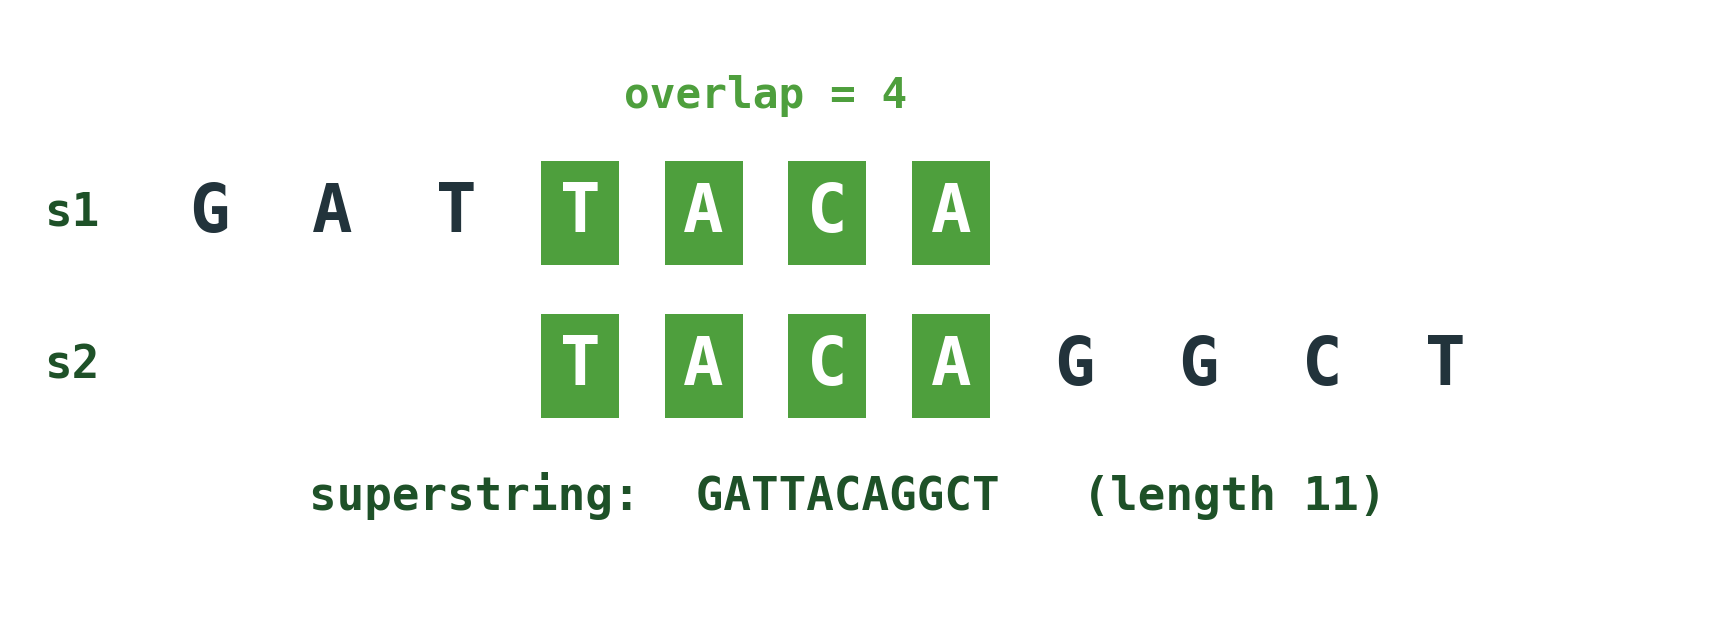 overlap = 4
s1 G A T T A C A
s2 T A C A G G C T
superstring: GATTACAGGCT (length 11)